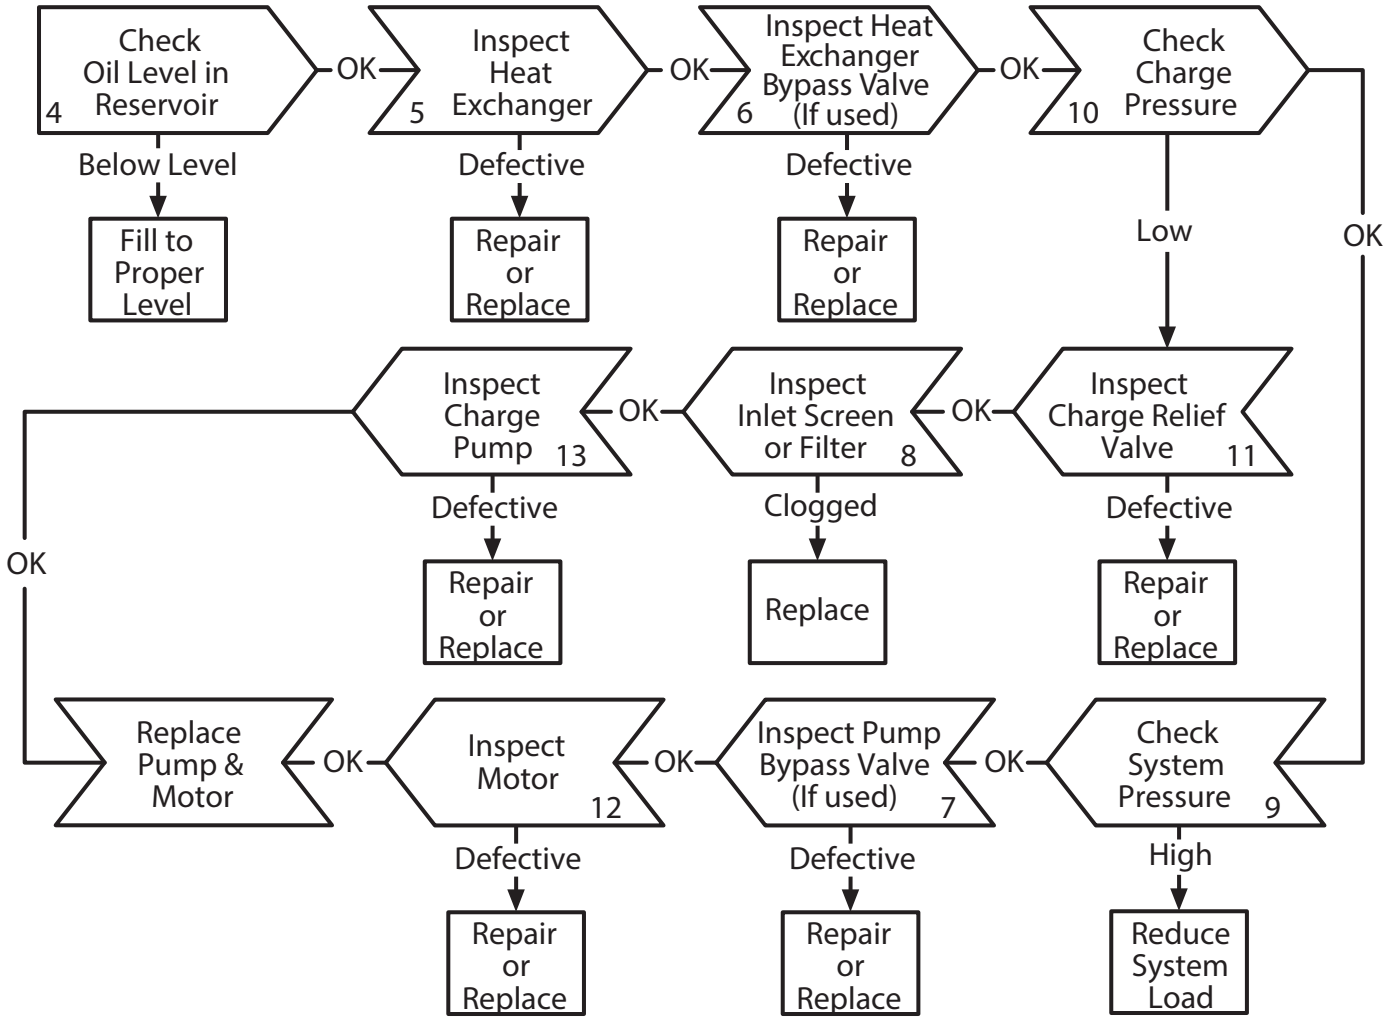 Check
Oil Level in
Reservoir
4
OK
Inspect
Heat
Exchanger
5
OK
Inspect Heat
Exchanger
Bypass Valve
(If used)
6
OK
Check
Charge
Pressure
10
Below Level
Defective
Defective
Low
OK
Fill to
Proper
Level
Repair
or
Replace
Repair
or
Replace
Inspect
Charge
Pump
13
OK
Inspect
Inlet Screen
or Filter
8
OK
Inspect
Charge Relief
Valve
11
Defective
Clogged
Defective
OK
Repair
or
Replace
Replace
Repair
or
Replace
Replace
Pump &
Motor
OK
Inspect
Motor
12
OK
Inspect Pump
Bypass Valve
(If used)
7
OK
Check
System
Pressure
9
Defective
Defective
High
Repair
or
Replace
Repair
or
Replace
Reduce
System
Load